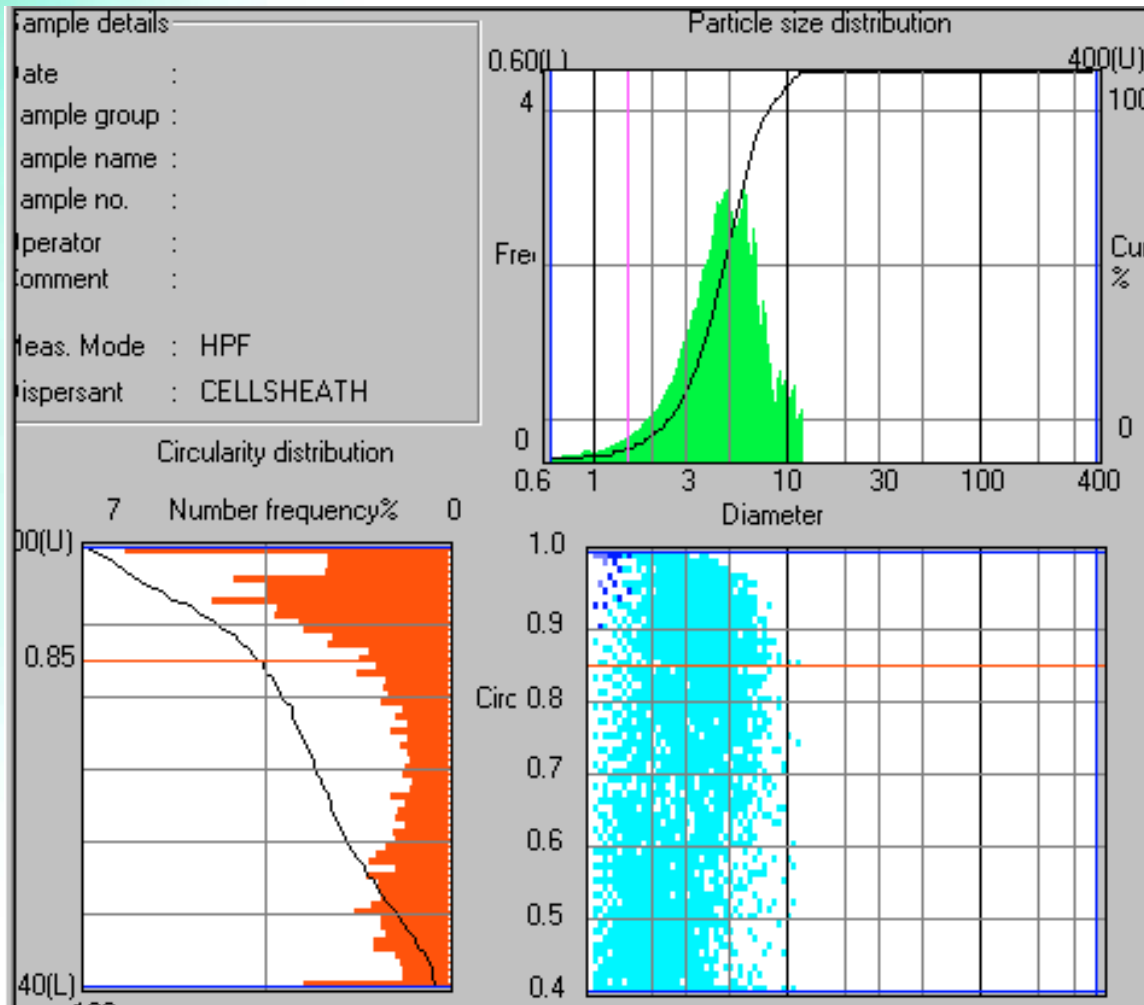 ample details
ate :
ample group :
ample name :
ample no. :
perator :
omment :
eas. Mode : HPF
ispersant : CELLSHEATH
Particle size distribution
0.60(L) 400(U)
4 100
Fre Cu
%
0 0
0.6 1 3 10 30 100 400
Diameter
Circularity distribution
7 Number frequency% 0
00(U)
0.85
40(L)
1.0
0.9
Circ 0.8
0.7
0.6
0.5
0.4